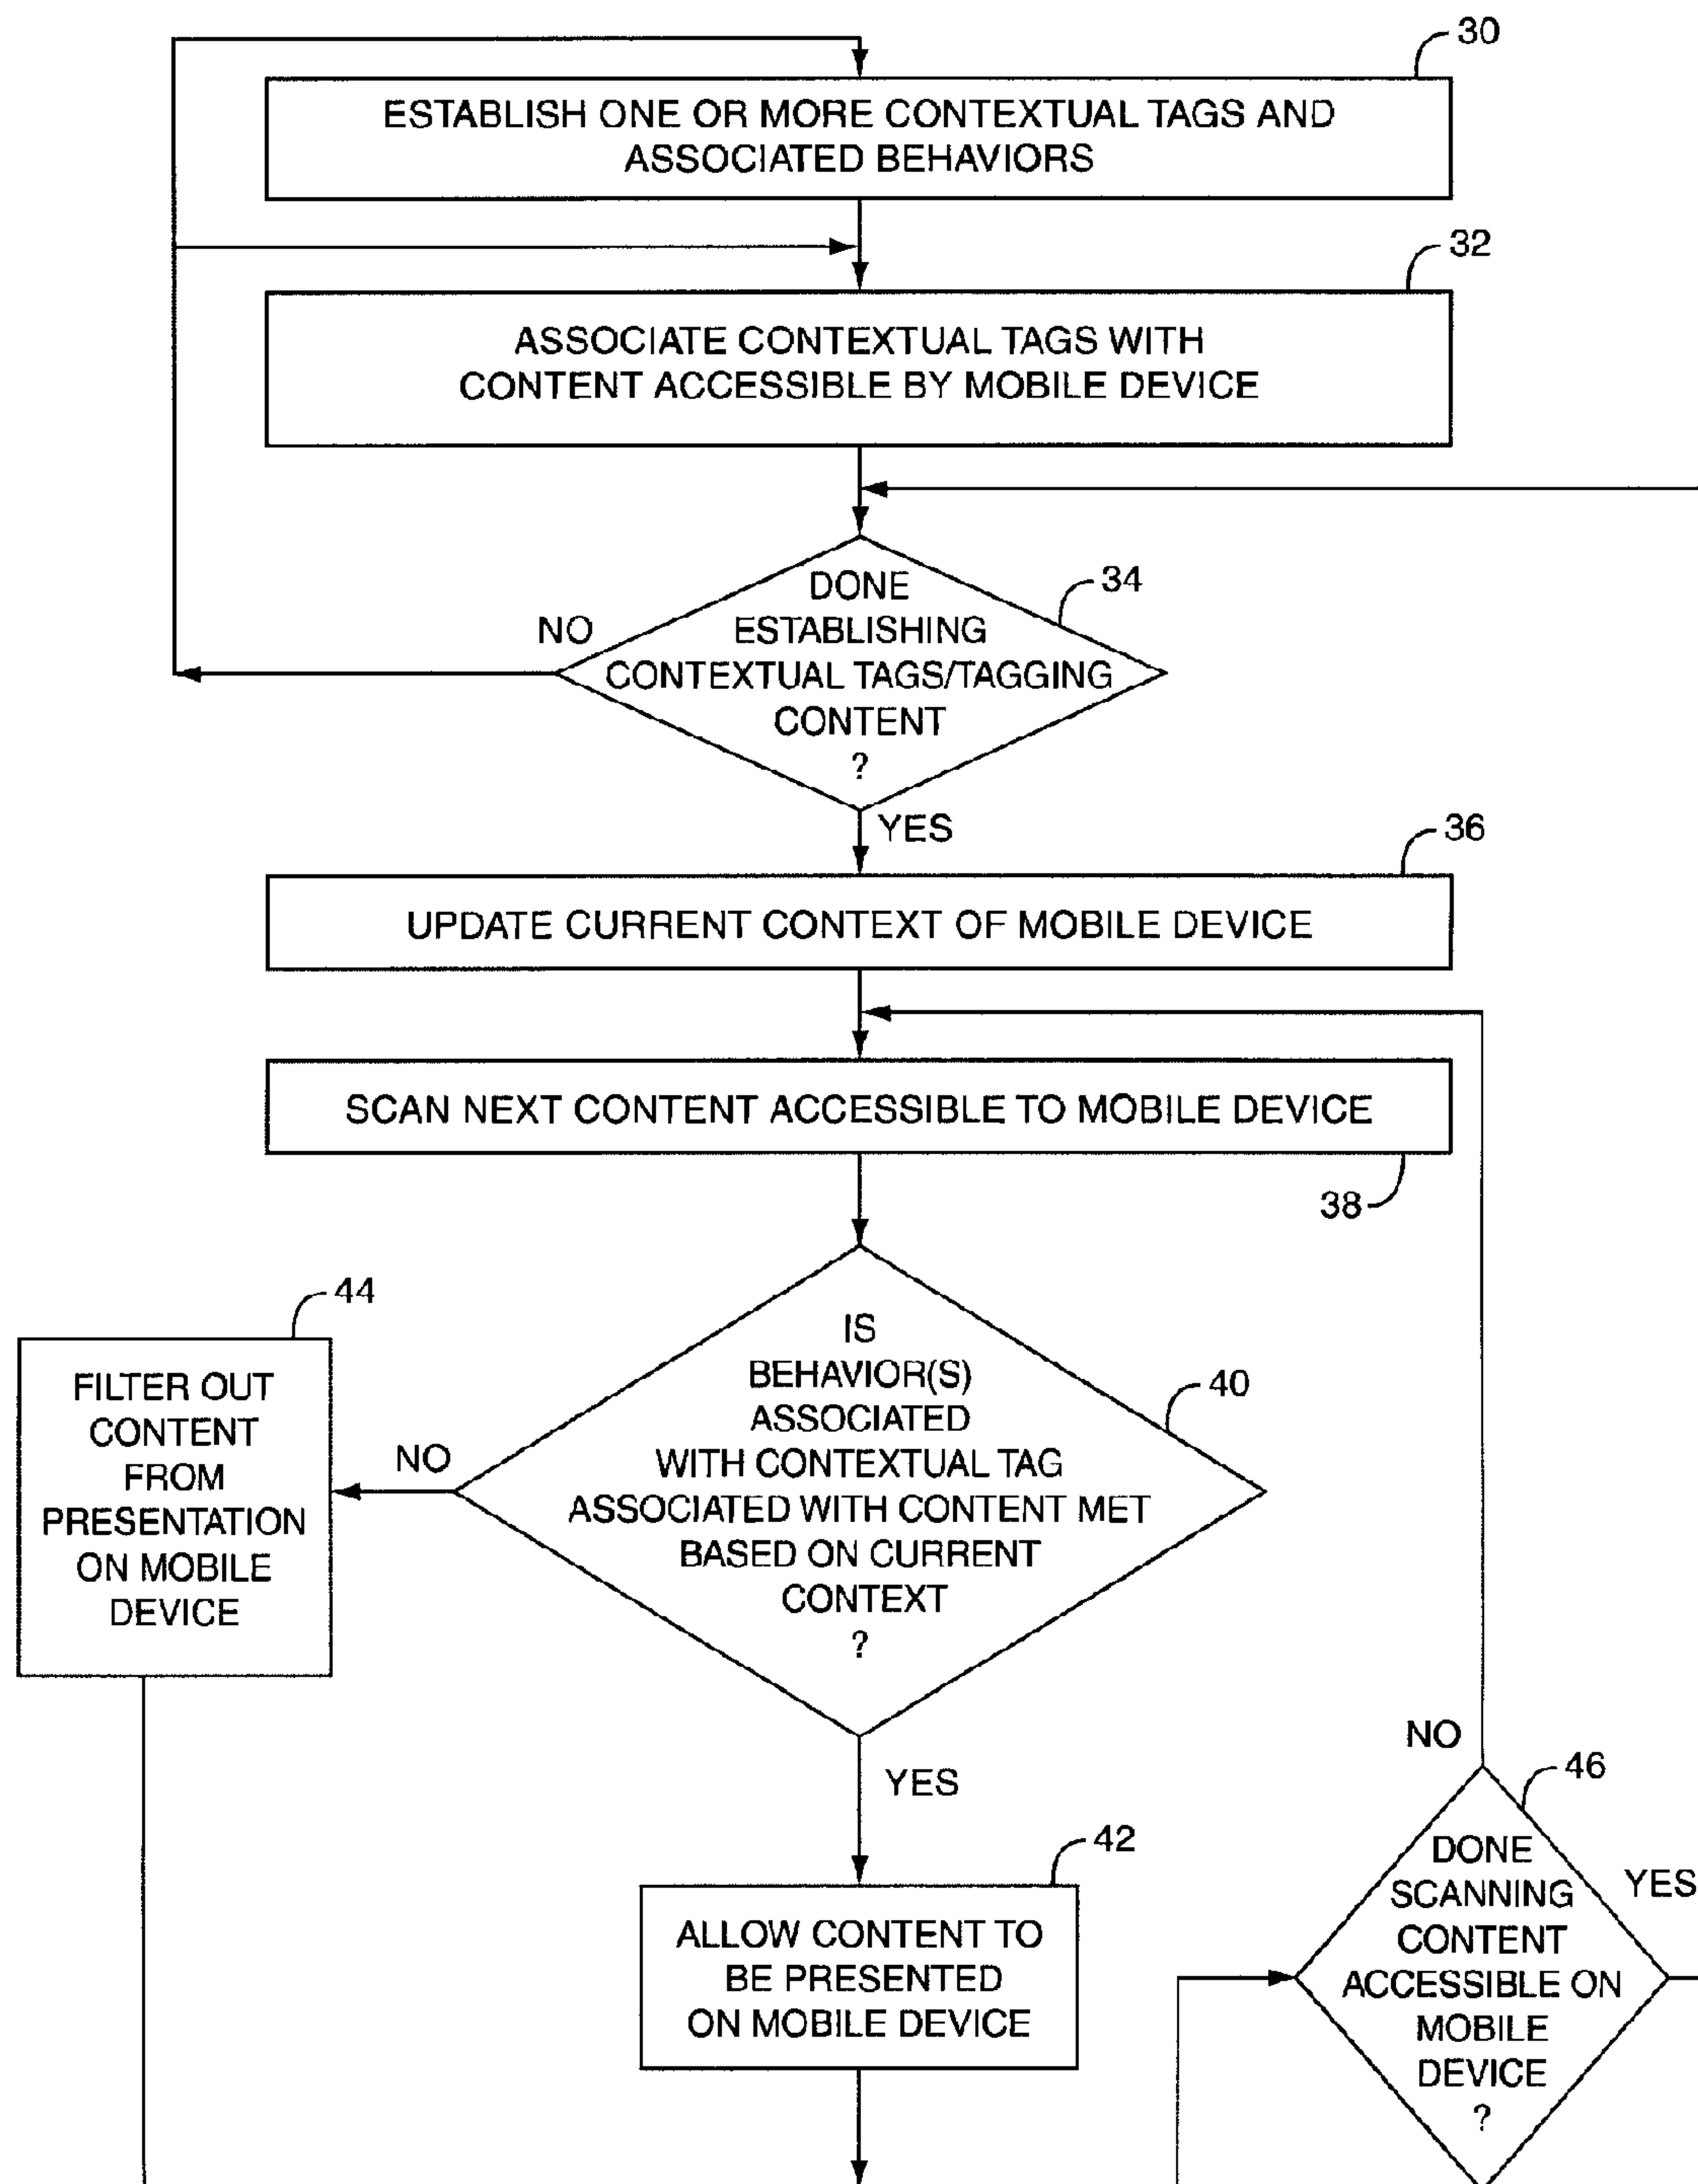 30
ESTABLISH ONE OR MORE CONTEXTUAL TAGS AND
ASSOCIATED BEHAVIORS
32
ASSOCIATE CONTEXTUAL TAGS WITH
CONTENT ACCESSIBLE BY MOBILE DEVICE
34
DONE
ESTABLISHING
CONTEXTUAL TAGS/TAGGING
CONTENT
?
NO
YES
36
UPDATE CURRENT CONTEXT OF MOBILE DEVICE
SCAN NEXT CONTENT ACCESSIBLE TO MOBILE DEVICE
38
44
FILTER OUT
CONTENT
FROM
PRESENTATION
ON MOBILE
DEVICE
NO
40
IS
BEHAVIOR(S)
ASSOCIATED
WITH CONTEXTUAL TAG
ASSOCIATED WITH CONTENT MET
BASED ON CURRENT
CONTEXT
?
YES
42
ALLOW CONTENT TO
BE PRESENTED
ON MOBILE DEVICE
NO
46
DONE
SCANNING
CONTENT
ACCESSIBLE ON
MOBILE
DEVICE
?
YES